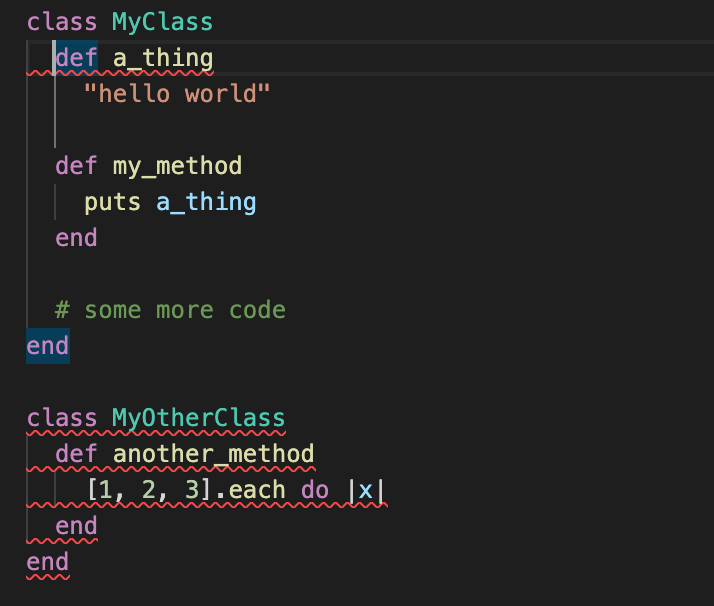 class MyClass
  def a_thing
    "hello world"

  def my_method
    puts a_thing
  end

  # some more code
end

class MyOtherClass
  def another_method
    [1, 2, 3].each do |x|
  end
end